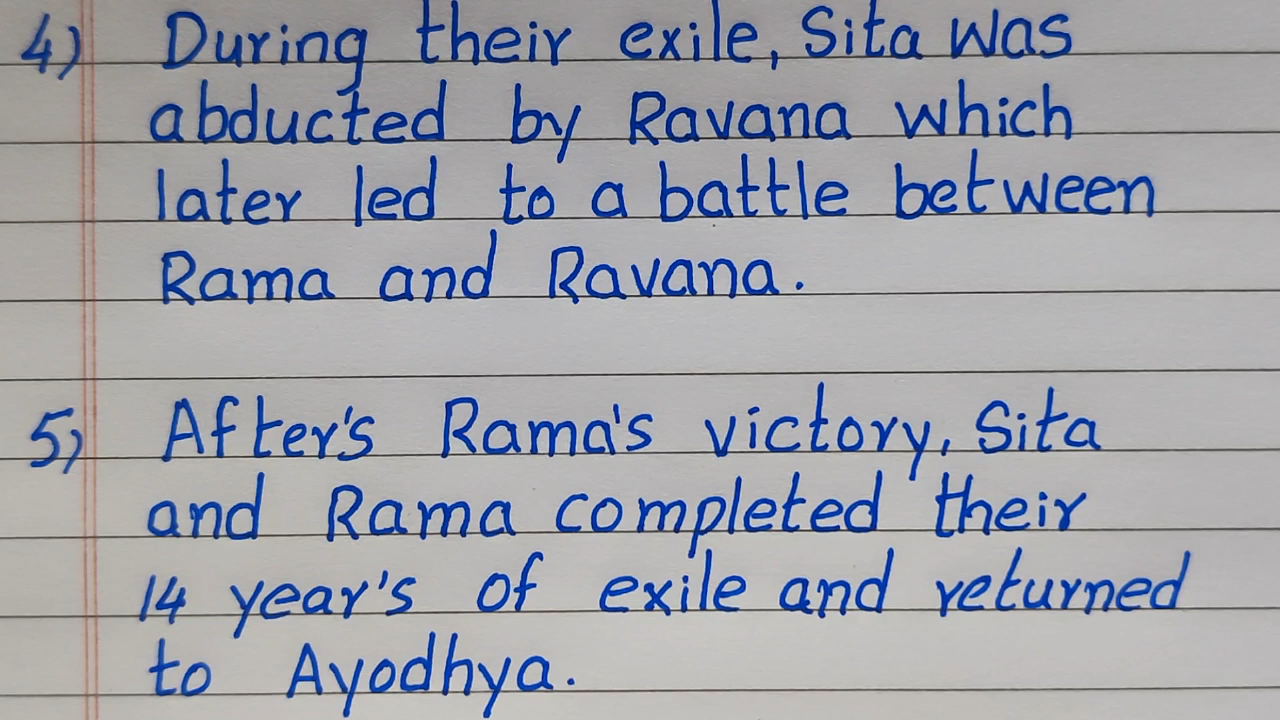 4) During their exile, Sita was
abducted by Ravana which
later led to a battle between
Rama and Ravana.
5) After's Rama's victory, Sita
and Rama completed their
14 year's of exile and returned
to Ayodhya.